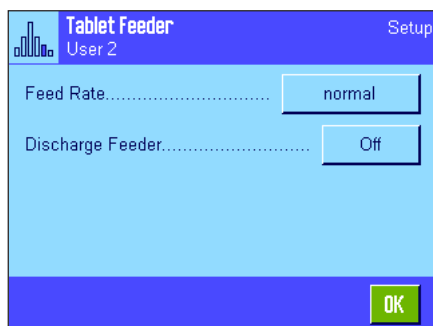 Tablet Feeder Setup
User 2
Feed Rate.............................. normal
Discharge Feeder............................ Off
OK